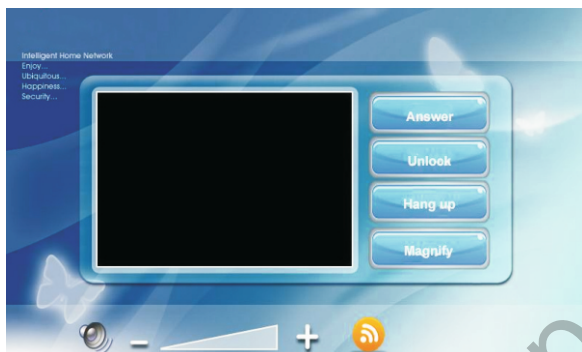 Intelligent Home Network
Enjoy...
Ubiquitous...
Happiness...
Security...
Answer
Unlock
Hang up
Magnify